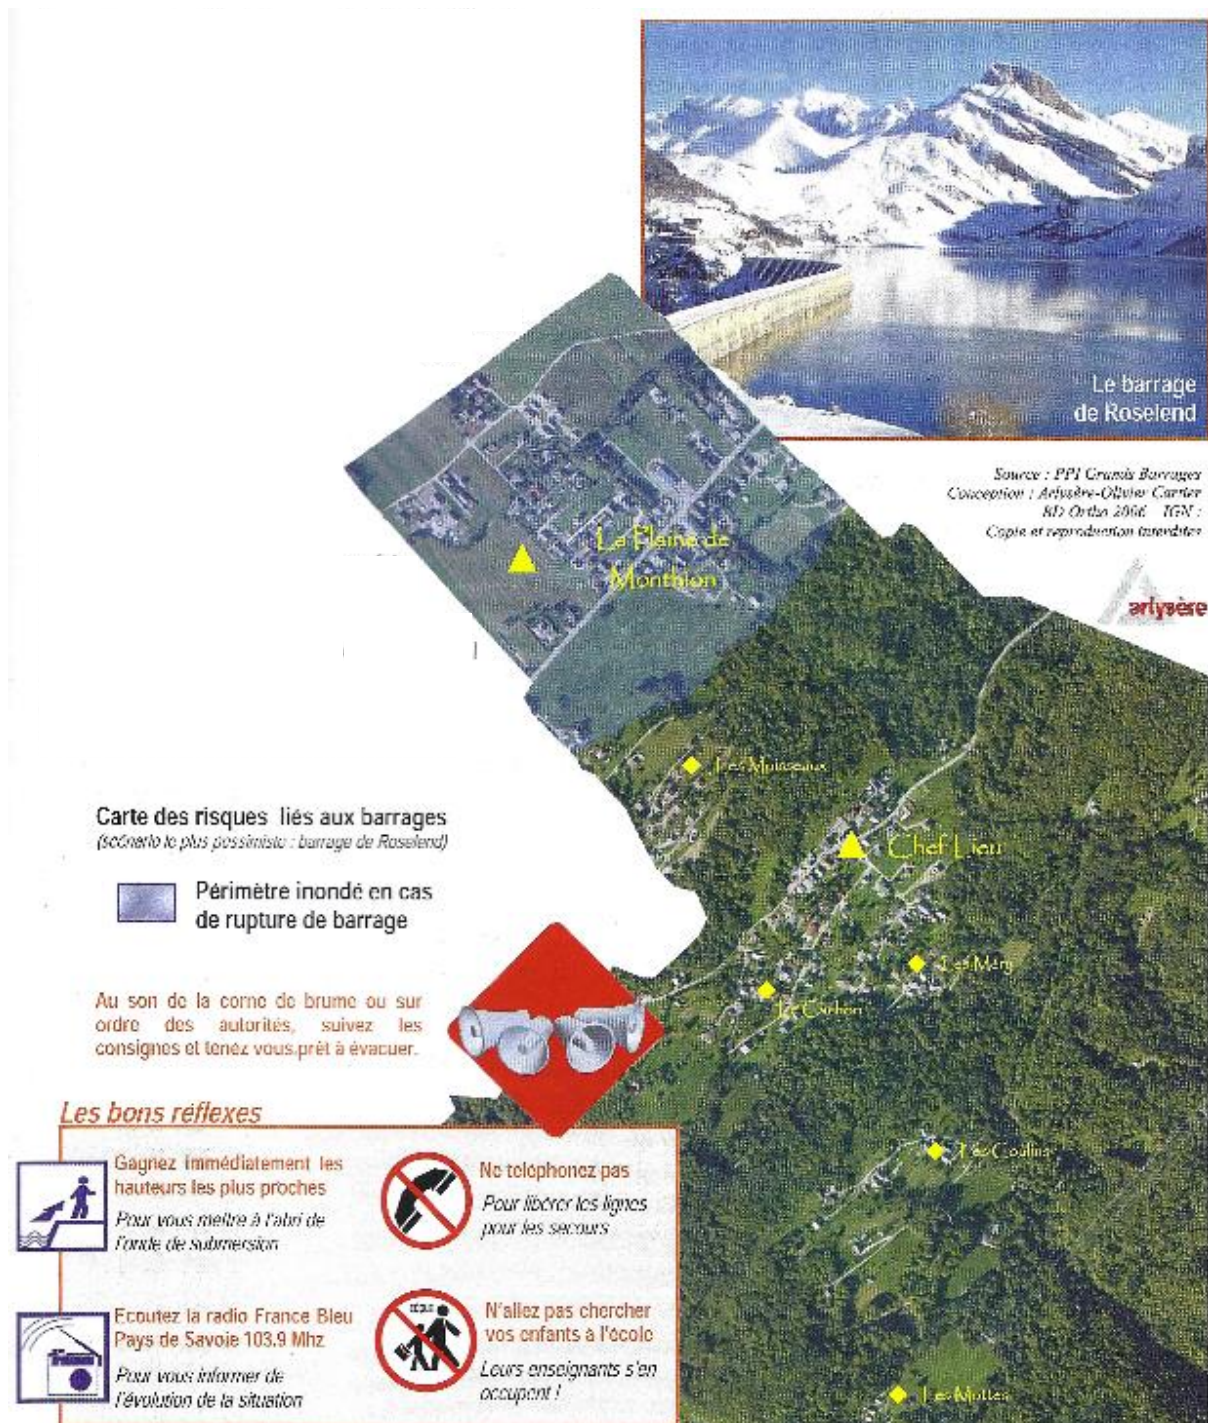 Le barrage
de Roselend
Source : PPI Grands Barrages
Conception : Arlysère-Olivier Carrier
BD Ortho 2006 IGN :
Copie et reproduction interdites
arlysère
La Plaine de
Monthion
Les Moisseaux
Chef Lieu
Les Mery
Le Carbon
Les Coulins
Les Mottes
Carte des risques liés aux barrages
(scénario le plus possimiste : barrage de Roselend)
Périmètre inondé en cas
de rupture de barrage
Au son de la corne de brume ou sur
ordre des autorités, suivez les
consignes et tenez vous prêt à évacuer.
Les bons réflexes
Gagnez immédiatement les
hauteurs les plus proches
Pour vous mettre à l'abri de
l'onde de submersion
Ne telephonez pas
Pour libérer les lignes
pour les secours
Ecoutez la radio France Bleu
Pays de Savoie 103.9 Mhz
Pour vous informer de
l'évolution de la situation
ECOLE
N'allez pas chercher
vos enfants à l'école
Leurs enseignants s'en
occupent !